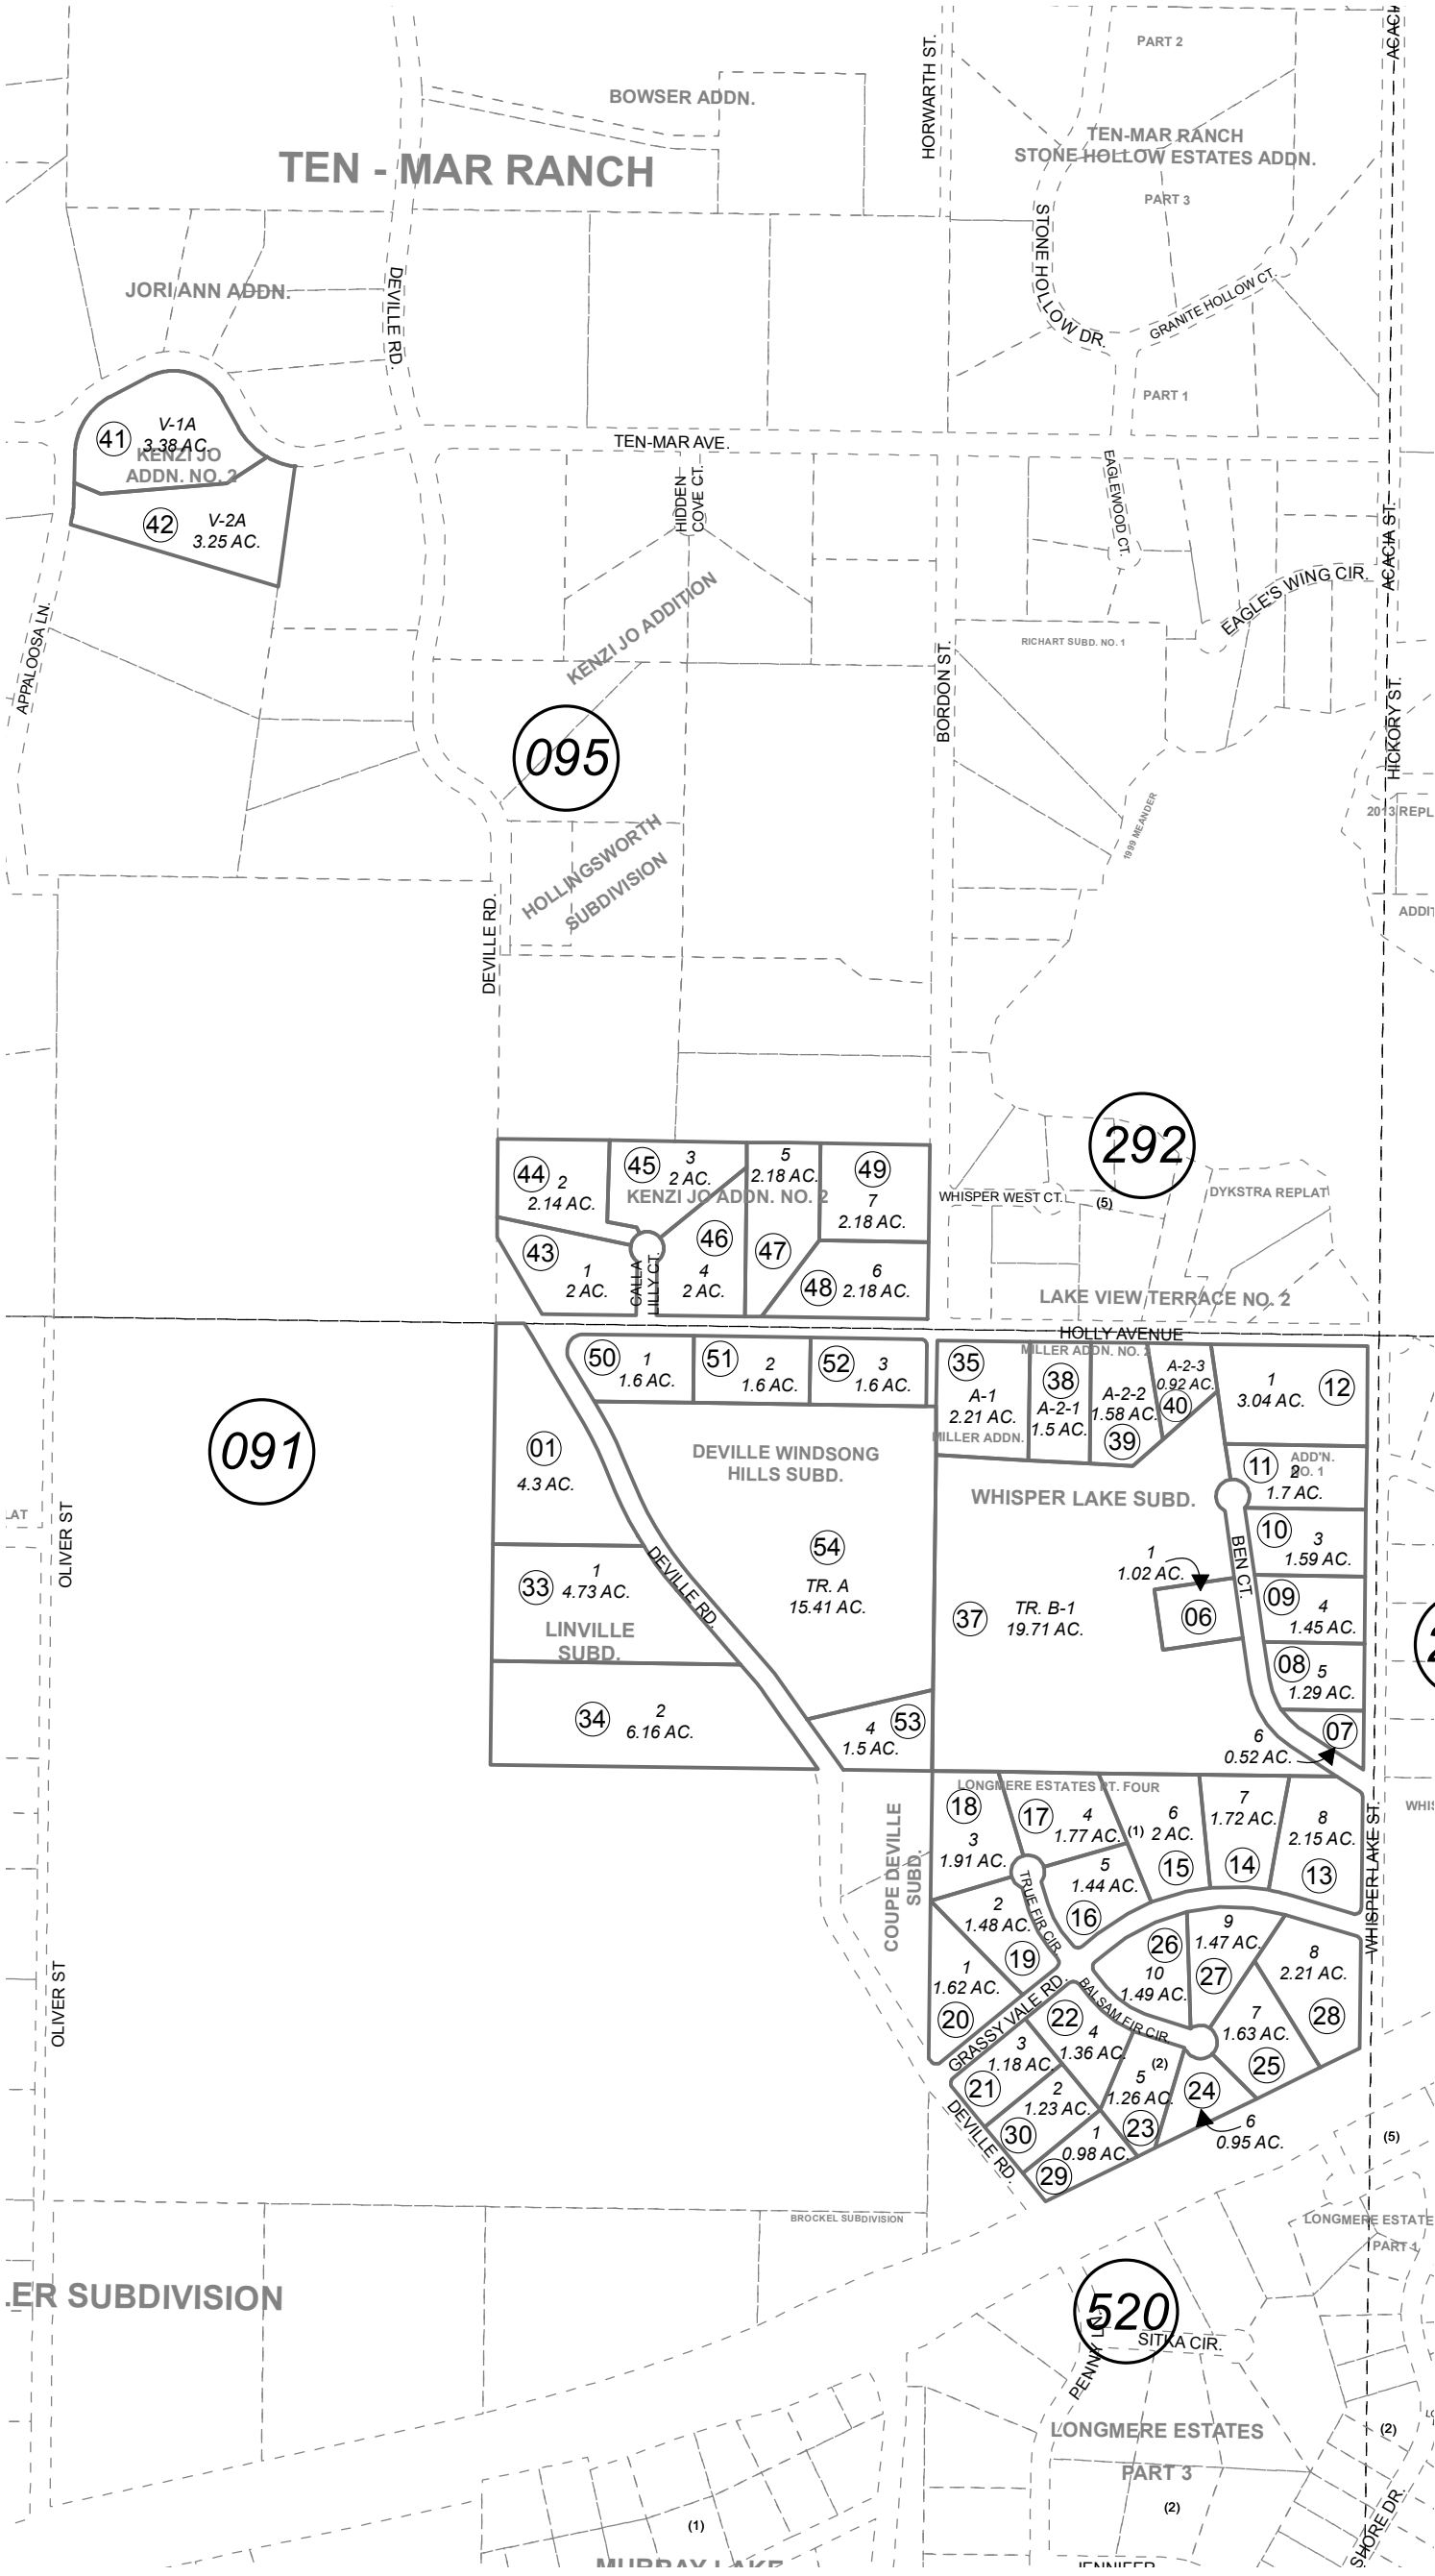 PART 2
ACACI
HORWARTH ST.
BOWSER ADDN.
TEN-MAR RANCH
STONE HOLLOW ESTATES ADDN.
TEN - MAR RANCH
PART 3
STONE HOLLOW DR.
GRANITE HOLLOW CT.
JORI ANN ADDN.
DEVILLE RD.
PART 1
V-1A
41
3.38 AC.
KENZI JO
ADDN. NO. 2
TEN-MAR AVE.
HIDDEN
COVE CT.
EAGLEWOOD CT.
42
V-2A
3.25 AC.
ACACIA ST.
EAGLE'S WING CIR.
APPALOOSA LN.
KENZI JO ADDITION
RICHART SUBD. NO. 1
BORDON ST.
HICKORY ST.
095
1999 MEANDER
2013 REPL
HOLLINGSWORTH
SUBDIVISION
ADDIT
DEVILLE RD.
292
44
2
2.14 AC.
45
3
2 AC.
5
2.18 AC.
49
7
2.18 AC.
KENZI JO ADDN. NO. 2
WHISPER WEST CT.
(5)
DYKSTRA REPLAT
43
1
2 AC.
CALLA
LILLY CT.
46
4
2 AC.
47
48
6
2.18 AC.
LAKE VIEW TERRACE NO. 2
HOLLY AVENUE
MILLER ADDN. NO. 2
50
1
1.6 AC.
51
2
1.6 AC.
52
3
1.6 AC.
35
A-1
2.21 AC.
MILLER ADDN.
38
A-2-1
1.5 AC.
A-2-2
1.58 AC.
39
A-2-3
0.92 AC.
40
1
3.04 AC.
12
091
01
4.3 AC.
DEVILLE WINDSONG
HILLS SUBD.
WHISPER LAKE SUBD.
ADD'N.
NO. 1
11
2
1.7 AC.
LAT
OLIVER ST
10
3
1.59 AC.
BEN CT.
54
TR. A
15.41 AC.
DEVILLE RD.
33
1
4.73 AC.
LINVILLE
SUBD.
1
1.02 AC.
06
37
TR. B-1
19.71 AC.
09
4
1.45 AC.
08
5
1.29 AC.
34
2
6.16 AC.
4
1.5 AC.
53
6
0.52 AC.
07
LONGMERE ESTATES PT. FOUR
COUPE DEVILLE
SUBD.
18
3
1.91 AC.
17
4
1.77 AC.
(1)
6
2 AC.
15
7
1.72 AC.
14
8
2.15 AC.
13
WHIS
WHISPER LAKE ST.
5
1.44 AC.
16
TRUE FIR CIR.
2
1.48 AC.
19
1
1.62 AC.
20
GRASSY VALE RD.
BALSAM FIR CIR.
26
10
1.49 AC.
9
1.47 AC.
27
8
2.21 AC.
28
7
1.63 AC.
25
22
4
1.36 AC.
3
1.18 AC.
21
(2)
5
1.26 AC.
23
24
6
0.95 AC.
2
1.23 AC.
30
1
0.98 AC.
29
DEVILLE RD.
OLIVER ST
(5)
BROCKEL SUBDIVISION
LONGMERE ESTATE
PART 1
LER SUBDIVISION
520
SITKA CIR.
PENNY LN.
LONGMERE ESTATES
PART 3
(2)
(2)
(1)
SHORE DR.
MURRAY LAKE
JENNIFER